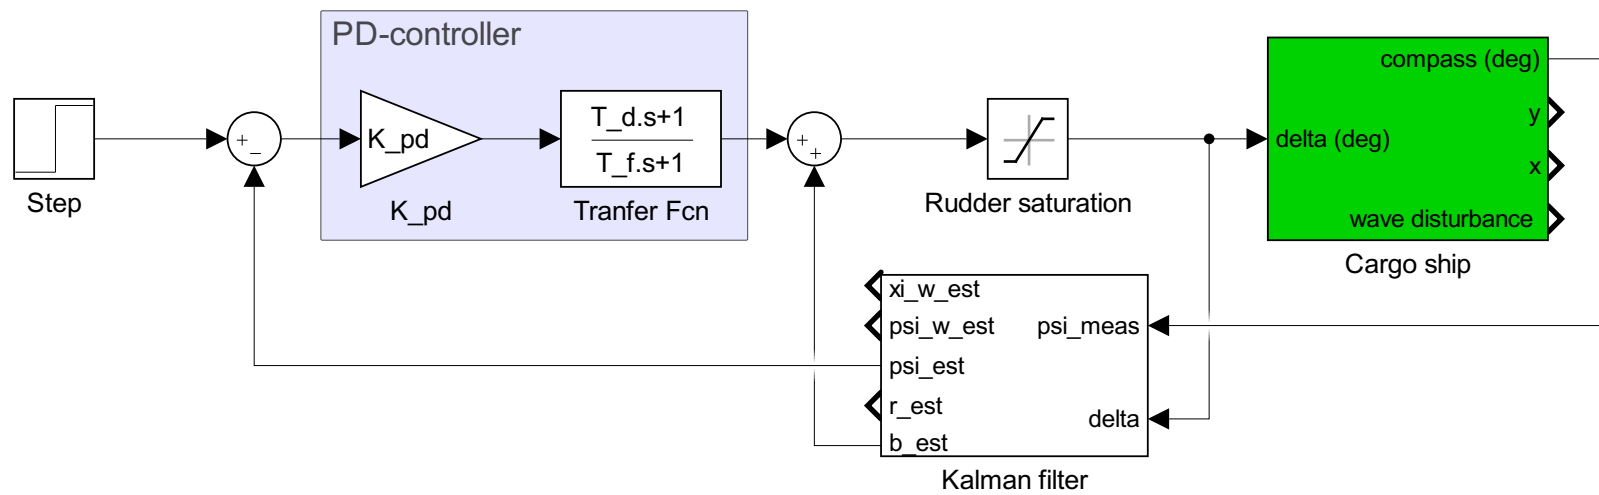 PD-controller
Step
+
−
K_pd
K_pd
T_d.s+1
T_f.s+1
Tranfer Fcn
+
+
Rudder saturation
compass (deg)
y
delta (deg)
x
wave disturbance
Cargo ship
xi_w_est
psi_w_est
psi_meas
psi_est
r_est
delta
b_est
Kalman filter